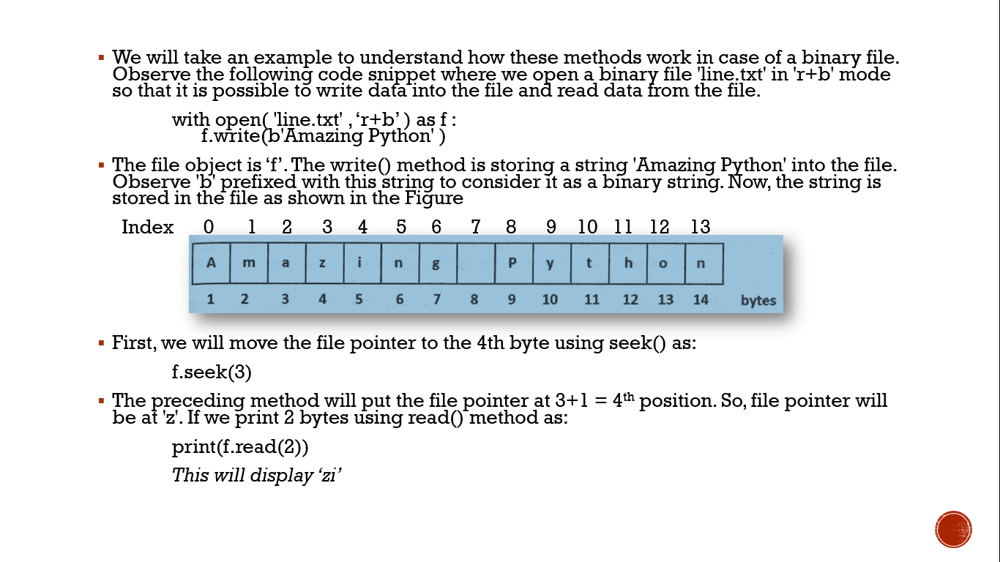 We will take an example to understand how these methods work in case of a binary file.
Observe the following code snippet where we open a binary file 'line.txt' in 'r+b' mode
so that it is possible to write data into the file and read data from the file.
with open( 'line.txt' , ‘r+b’ ) as f :
f.write(b'Amazing Python' )
The file object is ‘f’. The write() method is storing a string 'Amazing Python' into the file.
Observe 'b' prefixed with this string to consider it as a binary string. Now, the string is
stored in the file as shown in the Figure
Index 0 1 2 3 4 5 6 7 8 9 10 11 12 13
A m a z i n g P y t h o n
1 2 3 4 5 6 7 8 9 10 11 12 13 14 bytes
First, we will move the file pointer to the 4th byte using seek() as:
f.seek(3)
The preceding method will put the file pointer at 3+1 = 4th position. So, file pointer will
be at 'z'. If we print 2 bytes using read() method as:
print(f.read(2))
This will display ‘zi’